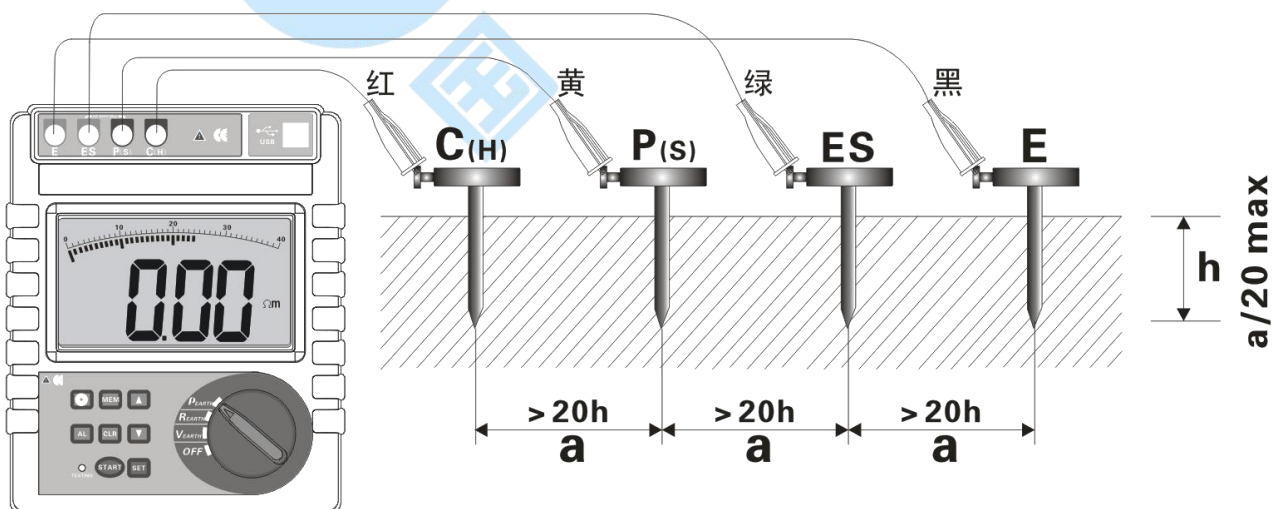 红 黄 绿 黑
E ES P(S) C(H)
USB
C(H) P(S) ES E
0 10 20 30 40
0.00 Ωm
h
a/20 max
MEM
AL CLR
START SET
TESTING
ρEARTH
REARTH
VEARTH
OFF
>20h >20h >20h
a a a